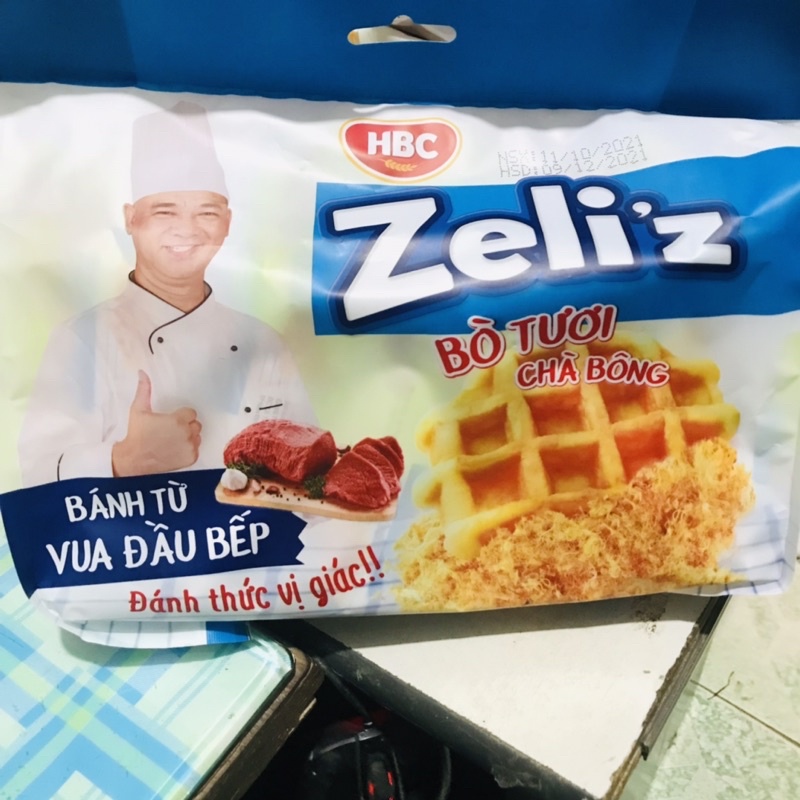 HBC
NSX:11/10/2021
HSD:09/12/2021
Zeli'z
BÒ TƯƠI
CHÀ BÔNG
BÁNH TỪ
VUA ĐẦU BẾP
Đánh thức vị giác!!